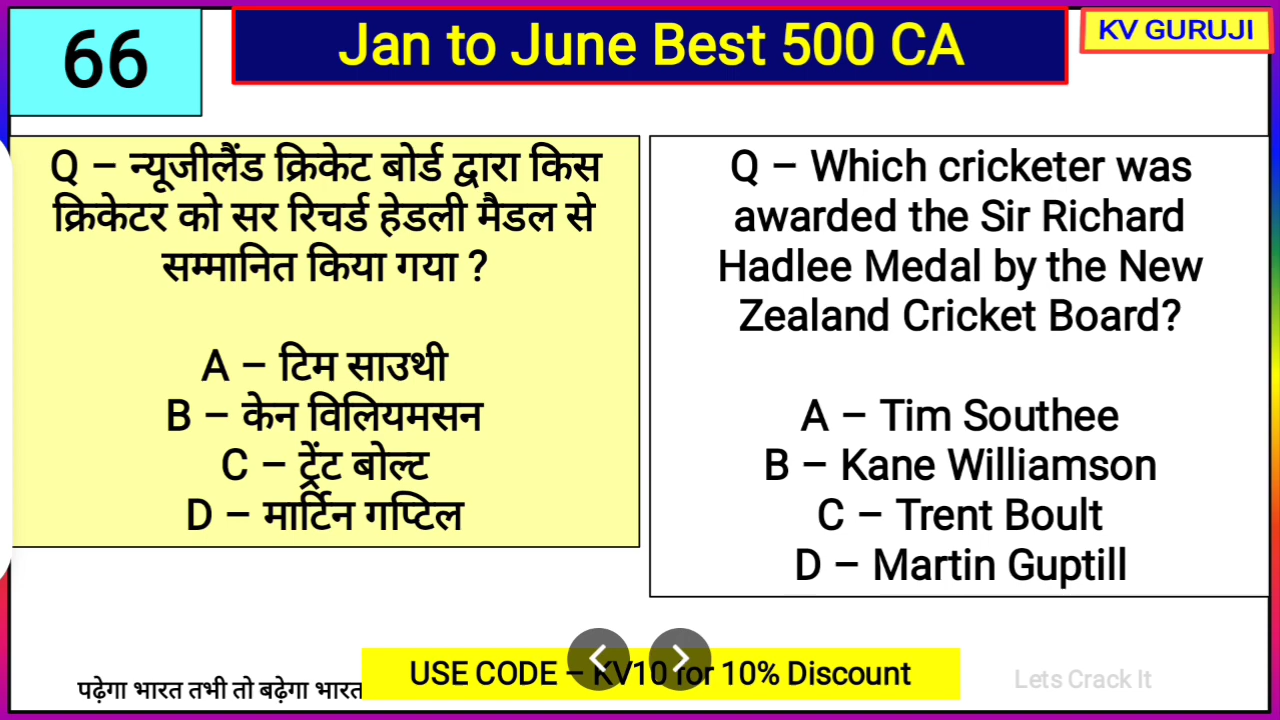 66
Jan to June Best 500 CA
KV GURUJI
Q – न्यूजीलैंड क्रिकेट बोर्ड द्वारा किस
क्रिकेटर को सर रिचर्ड हेडली मैडल से
सम्मानित किया गया ?
A – टिम साउथी
B – केन विलियमसन
C – ट्रेंट बोल्ट
D – मार्टिन गप्टिल
Q – Which cricketer was
awarded the Sir Richard
Hadlee Medal by the New
Zealand Cricket Board?
A – Tim Southee
B – Kane Williamson
C – Trent Boult
D – Martin Guptill
पढ़ेगा भारत तभी तो बढ़ेगा भारत
USE CODE – KV10 for 10% Discount
Lets Crack It